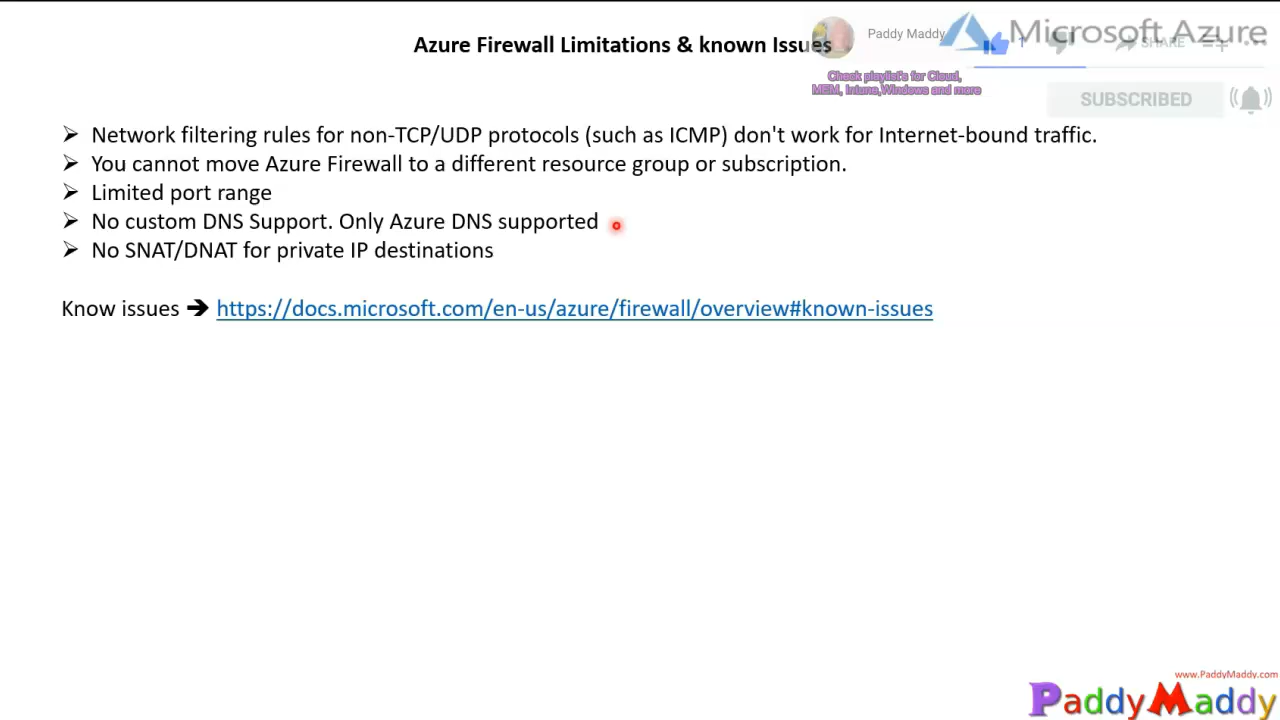 Azure Firewall Limitations & known Issues
Paddy Maddy
Microsoft Azure
1
SHARE
Check playlist's for Cloud,
MEM, Intune,Windows and more
SUBSCRIBED
➢ Network filtering rules for non-TCP/UDP protocols (such as ICMP) don't work for Internet-bound traffic.
➢ You cannot move Azure Firewall to a different resource group or subscription.
➢ Limited port range
➢ No custom DNS Support. Only Azure DNS supported
➢ No SNAT/DNAT for private IP destinations
Know issues ➔ https://docs.microsoft.com/en-us/azure/firewall/overview#known-issues
www.PaddyMaddy.com
PaddyMaddy